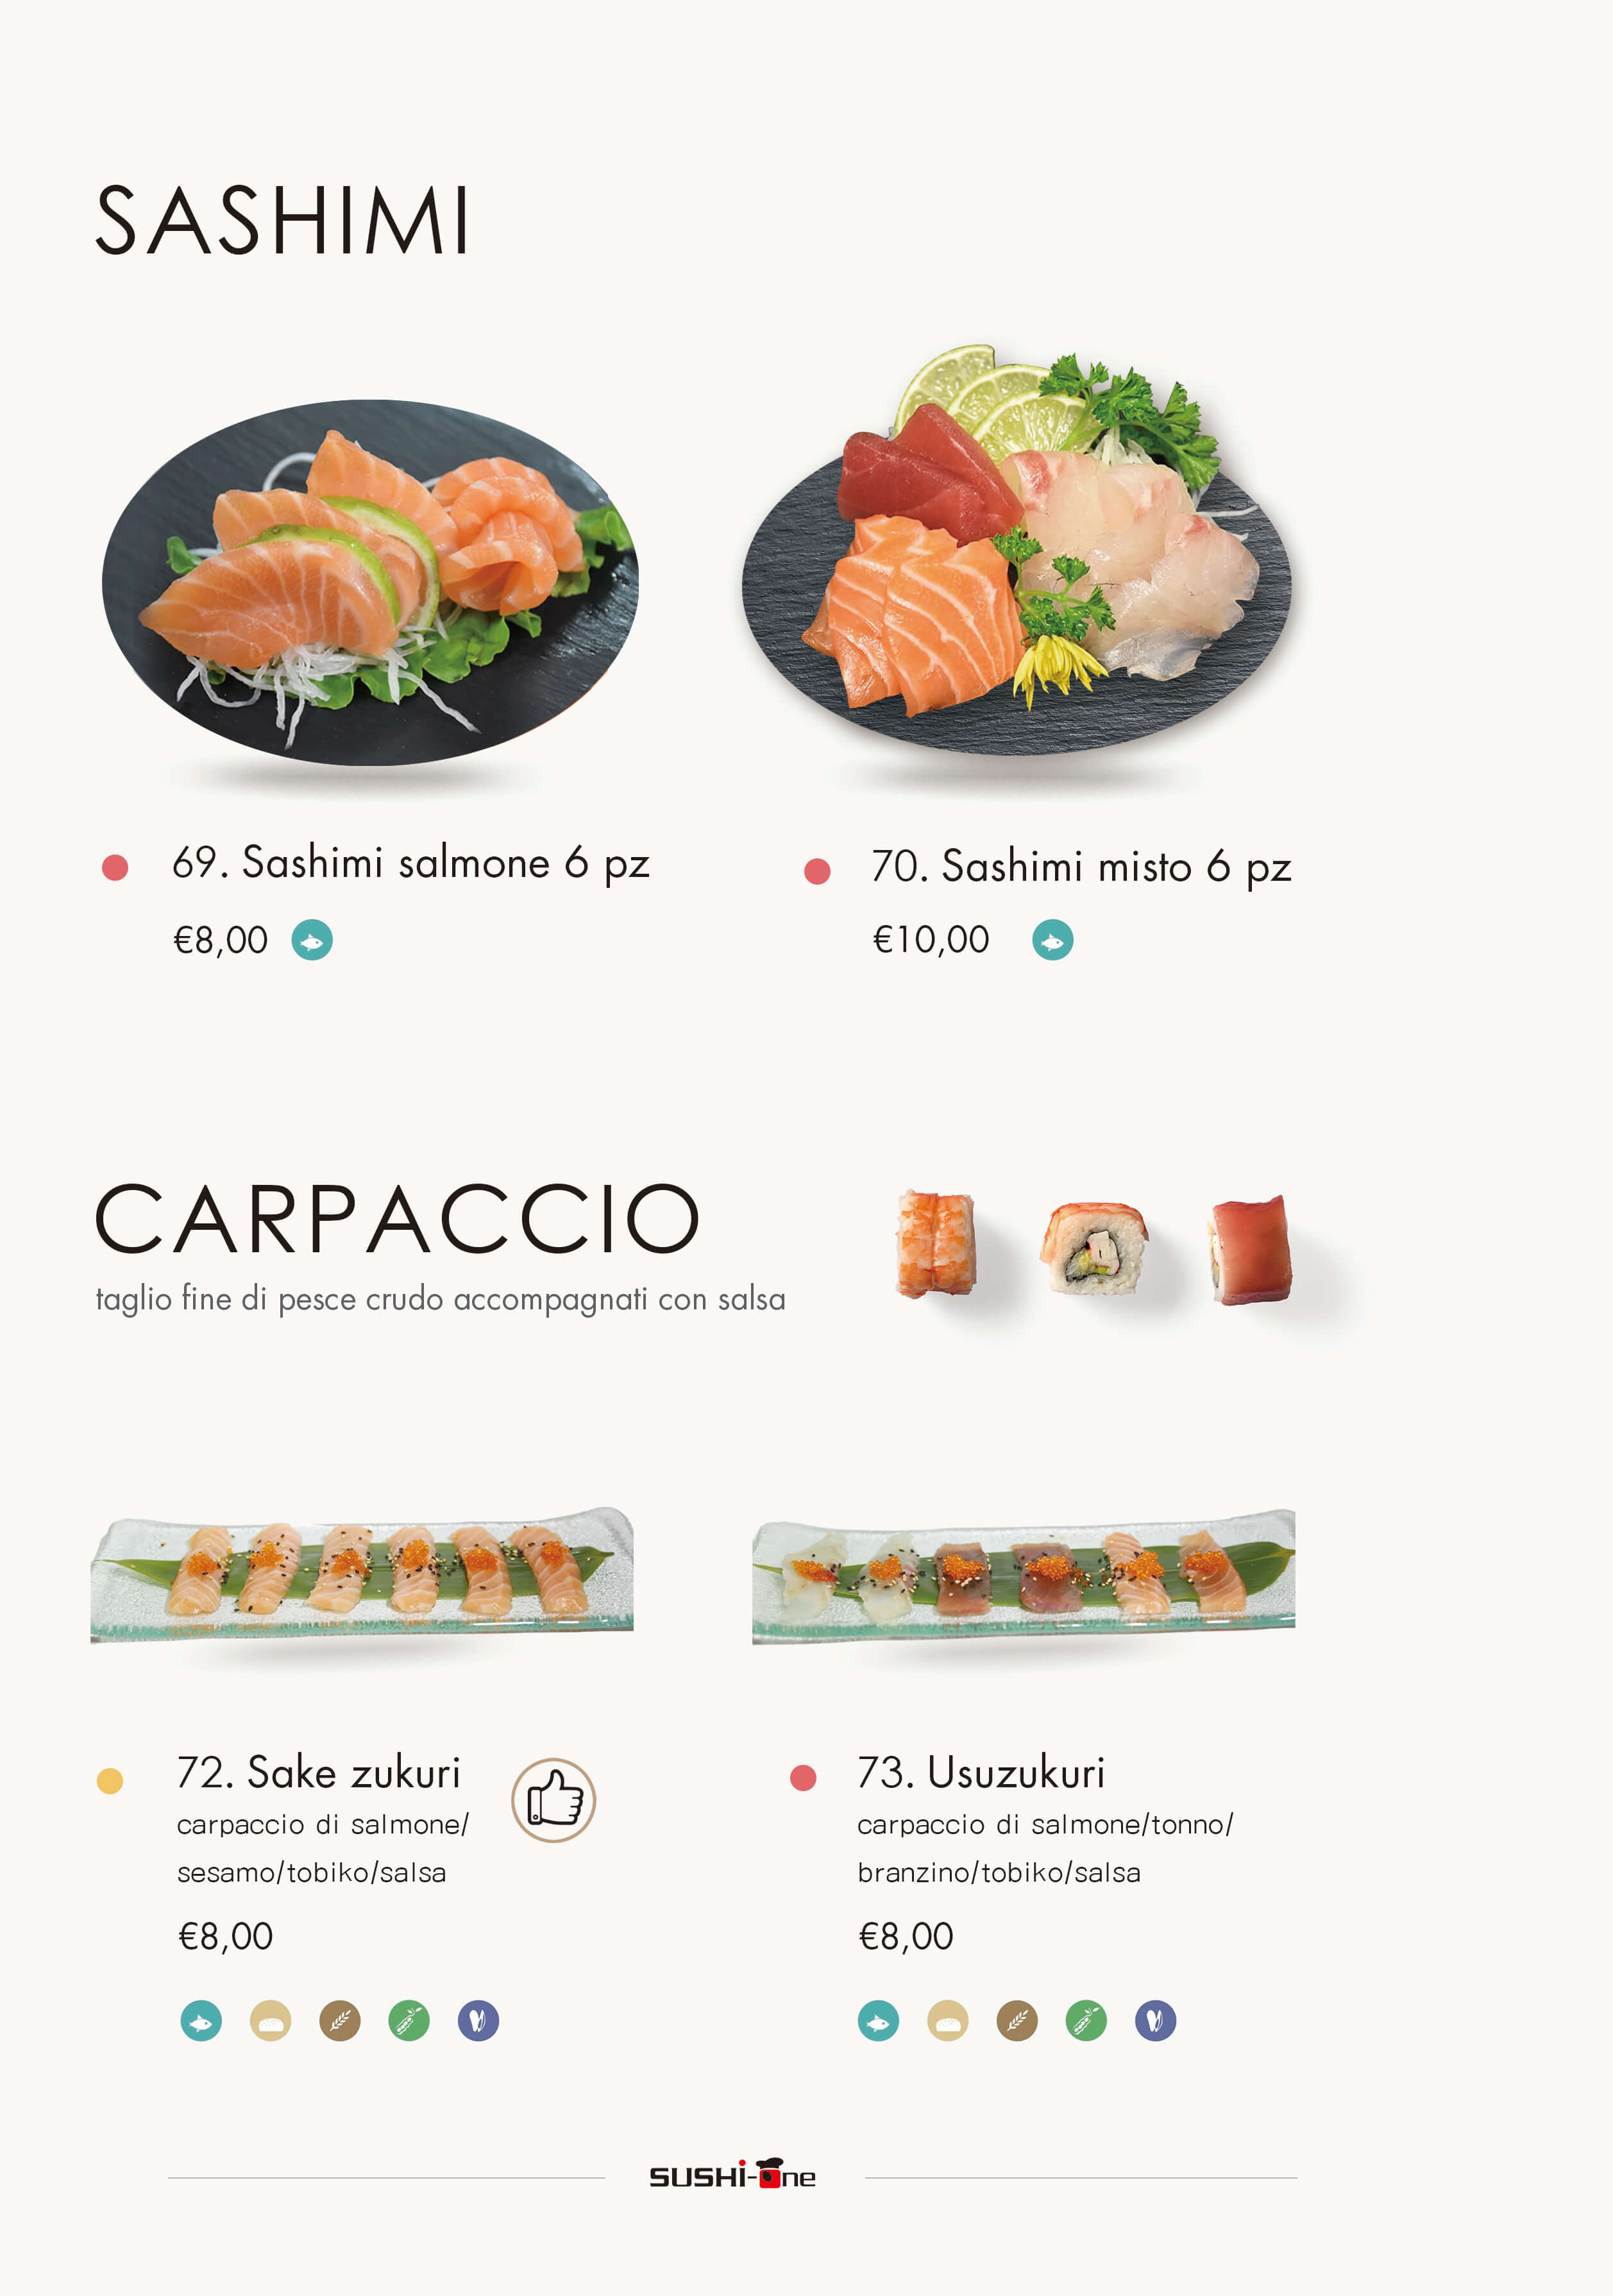 SASHIMI
69. Sashimi salmone 6 pz
€8,00
70. Sashimi misto 6 pz
€10,00
CARPACCIO
taglio fine di pesce crudo accompagnati con salsa
72. Sake zukuri
carpaccio di salmone/
sesamo/tobiko/salsa
€8,00
73. Usuzukuri
carpaccio di salmone/tonno/
branzino/tobiko/salsa
€8,00
SUSHi-One